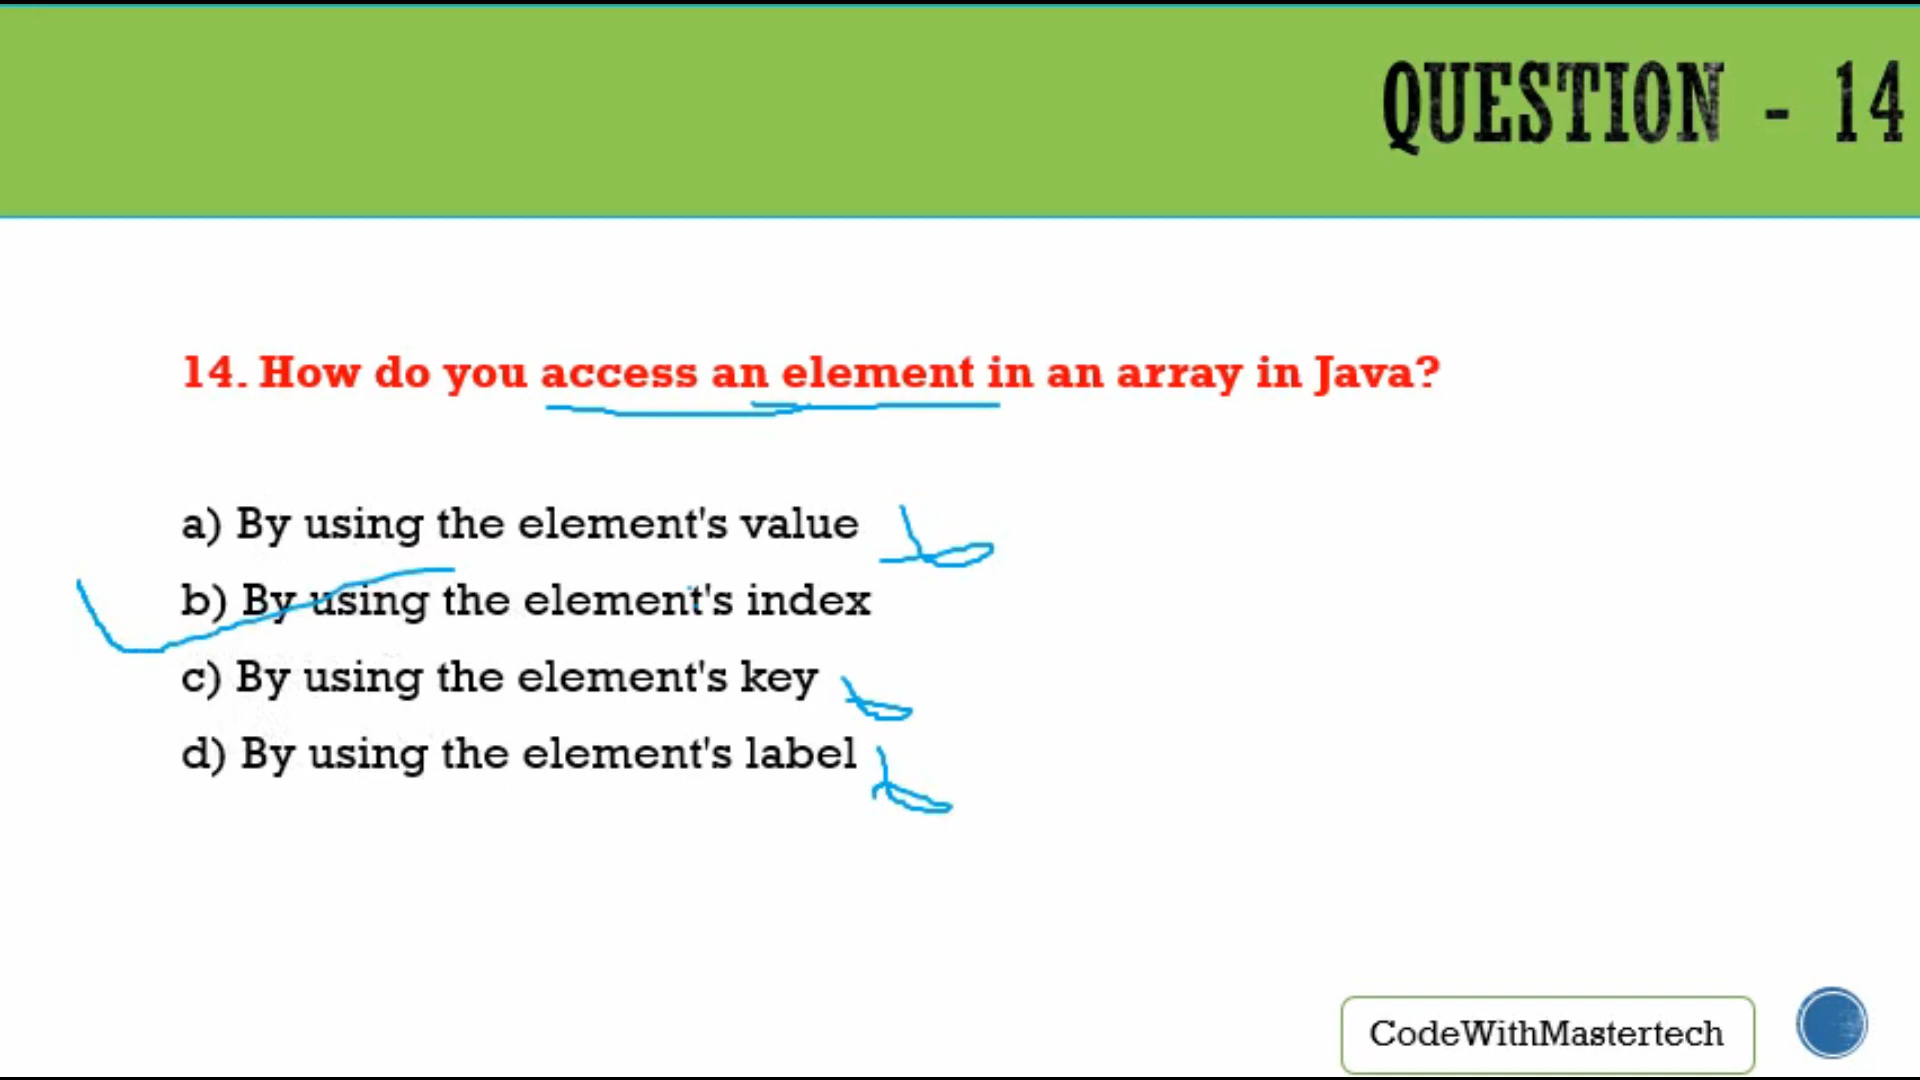 QUESTION - 14
14. How do you access an element in an array in Java?
a) By using the element's value
b) By using the element's index
c) By using the element's key
d) By using the element's label
CodeWithMastertech